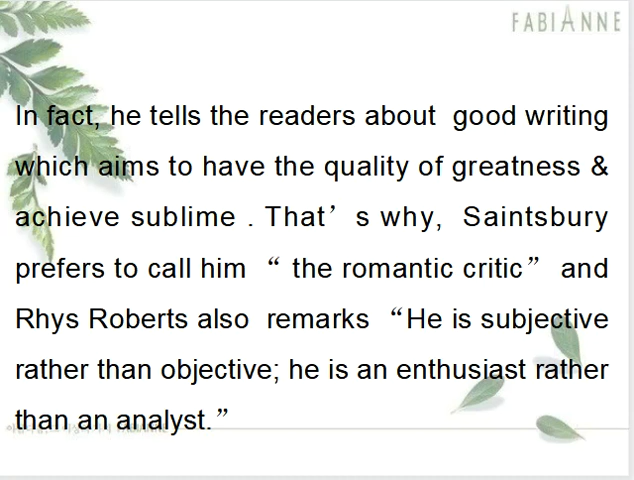 FABIANNE
In fact, he tells the readers about good writing
which aims to have the quality of greatness &
achieve sublime . That’ s why, Saintsbury
prefers to call him “ the romantic critic” and
Rhys Roberts also remarks “He is subjective
rather than objective; he is an enthusiast rather
than an analyst.”